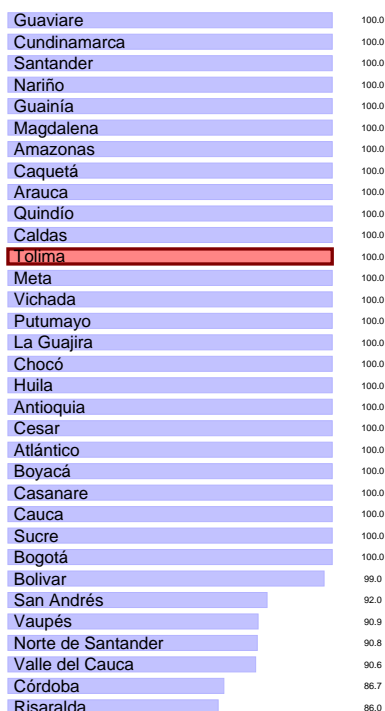 Guaviare 100.0
Cundinamarca 100.0
Santander 100.0
Nariño 100.0
Guainía 100.0
Magdalena 100.0
Amazonas 100.0
Caquetá 100.0
Arauca 100.0
Quindío 100.0
Caldas 100.0
Tolima 100.0
Meta 100.0
Vichada 100.0
Putumayo 100.0
La Guajira 100.0
Chocó 100.0
Huila 100.0
Antioquia 100.0
Cesar 100.0
Atlántico 100.0
Boyacá 100.0
Casanare 100.0
Cauca 100.0
Sucre 100.0
Bogotá 100.0
Bolivar 99.0
San Andrés 92.0
Vaupés 90.9
Norte de Santander 90.8
Valle del Cauca 90.6
Córdoba 86.7
Risaralda 86.0